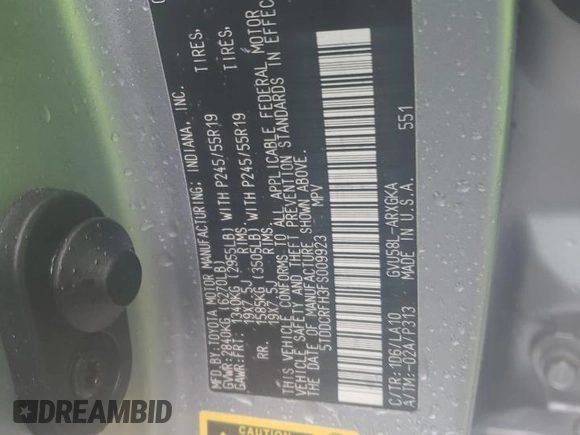 MFD.BY:TOYOTA MOTOR MANUFACTURING, INDIANA, INC.
GVWR:2840KG (6270LB)
GAWR:FRT: 1340KG (2955LB) WITH P245/55R19 TIRES,
19X7.5J RIMS
RR. 1585KG (3505LB) WITH P245/55R19 TIRES,
19X7.5J RIMS
THIS VEHICLE CONFORMS TO ALL APPLICABLE FEDERAL MOTOR
VEHICLE SAFETY AND THEFT PREVENTION STANDARDS IN EFFEC
ON THE DATE OF MANUFACTURE SHOWN ABOVE.
5TDDCRFH3FS009923 MPV
C/TR:1D6/LA10 GVU58L-ARXGKA 551
A/TM:-02A/P313 MADE IN U.S.A.
CAUTION
DREAMBID